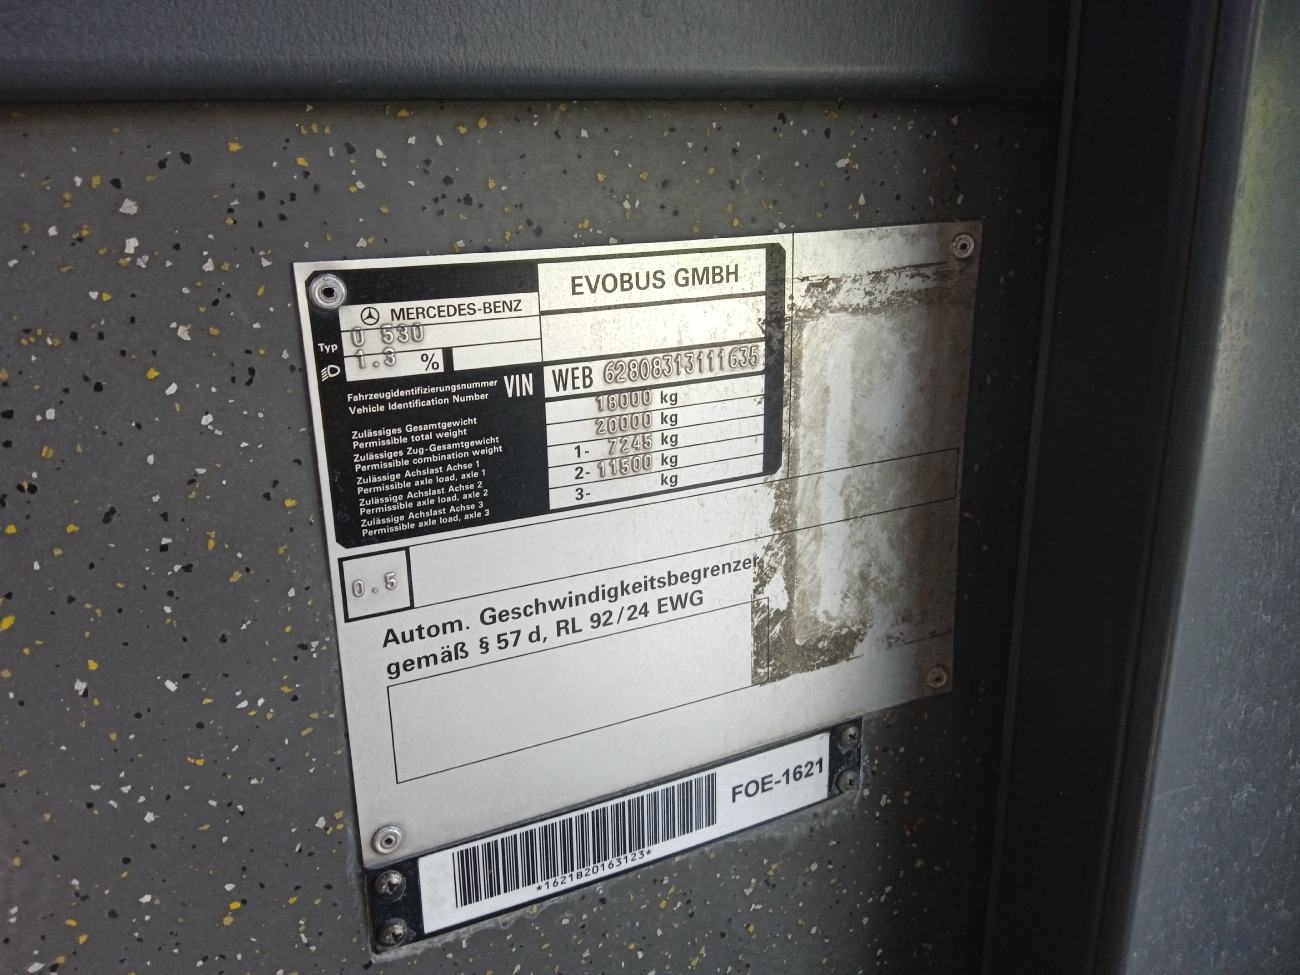 EVOBUS GMBH
MERCEDES-BENZ
Typ 0 530
1.3 %
Fahrzeugidentifizierungsnummer
Vehicle Identification Number
VIN WEB 62808313111635
Zulässiges Gesamtgewicht
Permissible total weight
18000 kg
Zulässiges Zug-Gesamtgewicht
Permissible combination weight
20000 kg
Zulässige Achslast Achse 1
Permissible axle load, axle 1
1- 7245 kg
Zulässige Achslast Achse 2
Permissible axle load, axle 2
2- 11500 kg
Zulässige Achslast Achse 3
Permissible axle load, axle 3
3- kg
0.5
Autom. Geschwindigkeitsbegrenzer
gemäß § 57 d, RL 92/24 EWG
FOE-1621
*1621B20163123*